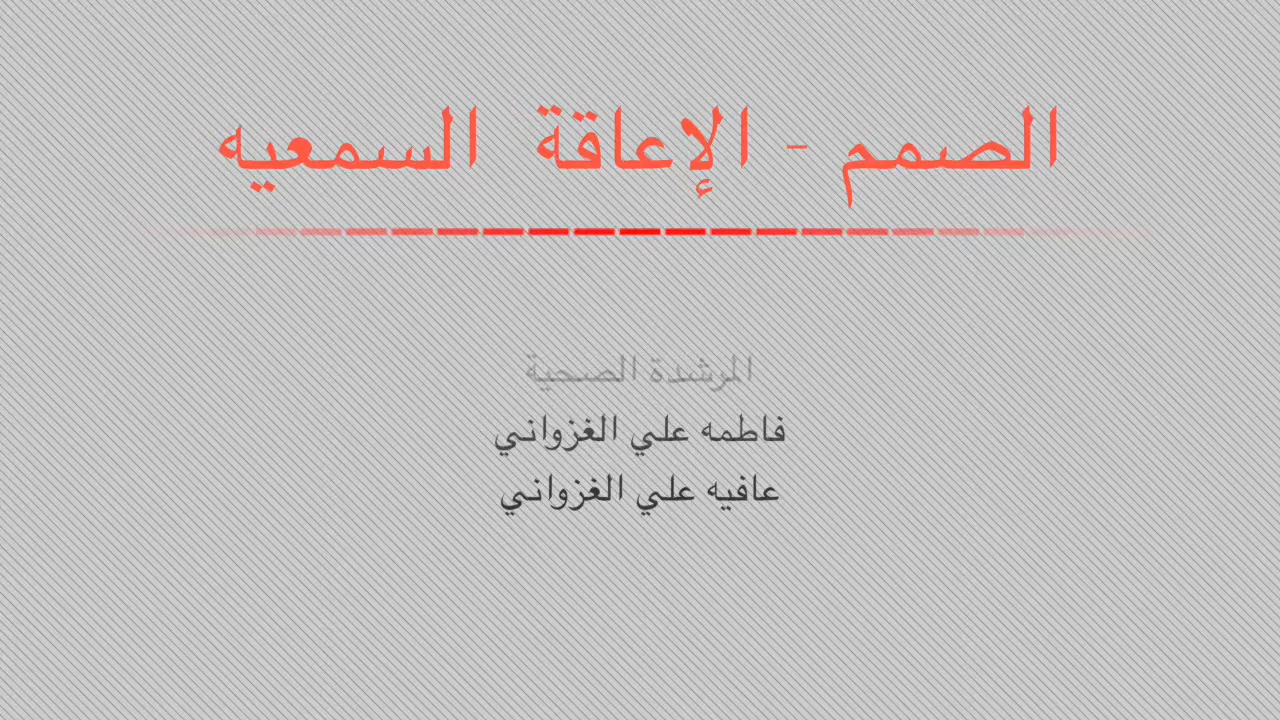 الصمم - الإعاقة السمعيه
المرشدة الصحية
فاطمه علي الغزواني
عافيه علي الغزواني